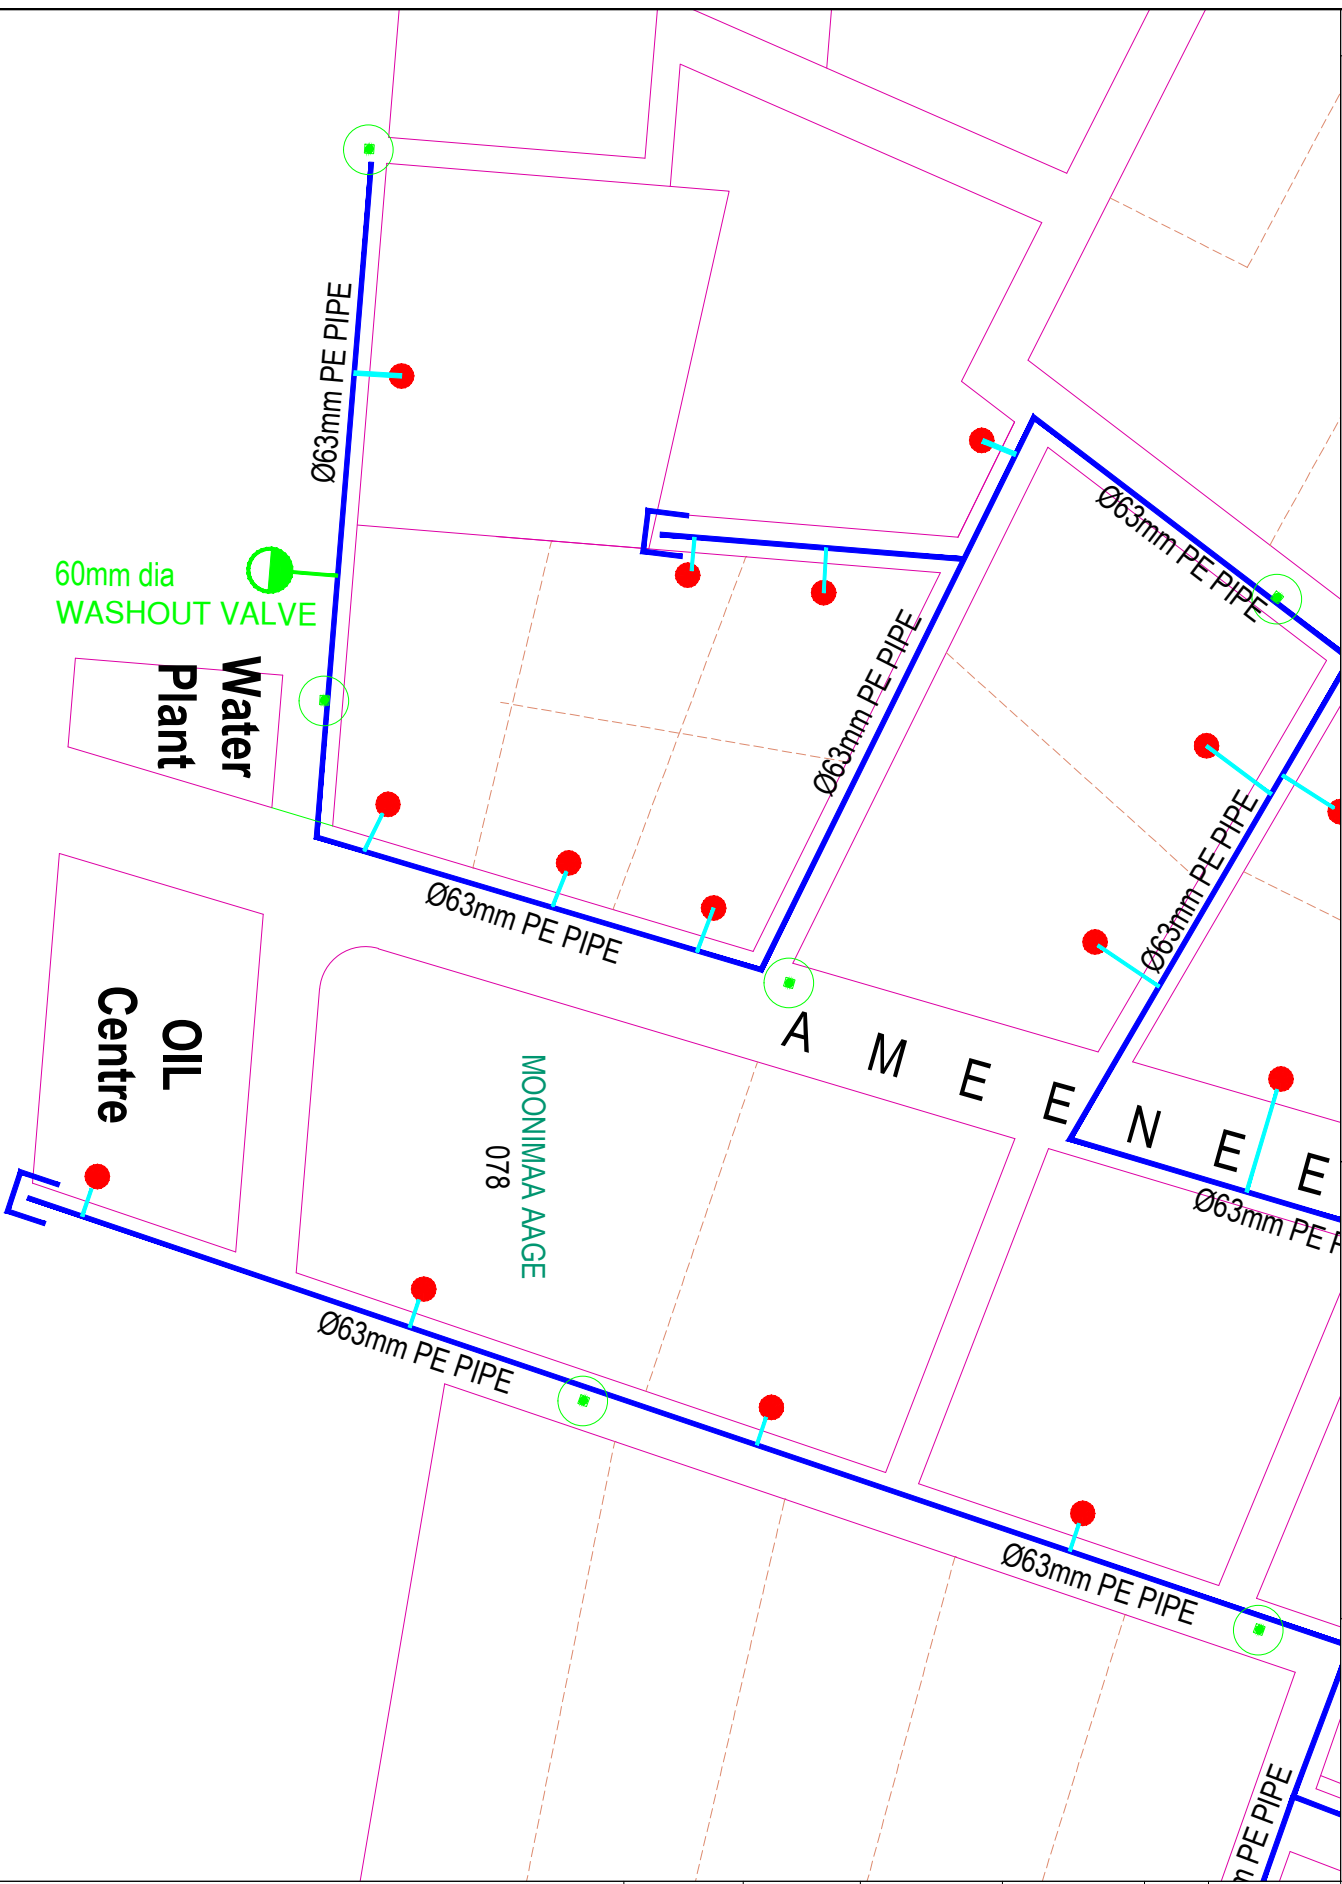 Ø63mm PE PIPE
Ø63mm PE PIPE
60mm dia
WASHOUT VALVE
Water
Plant
Ø63mm PE PIPE
Ø63mm PE PIPE
Ø63mm PE PIPE
OIL
Centre
A M E E N E E
MOONIMAA AAGE
078
Ø63mm PE P
Ø63mm PE PIPE
Ø63mm PE PIPE
m PE PIPE